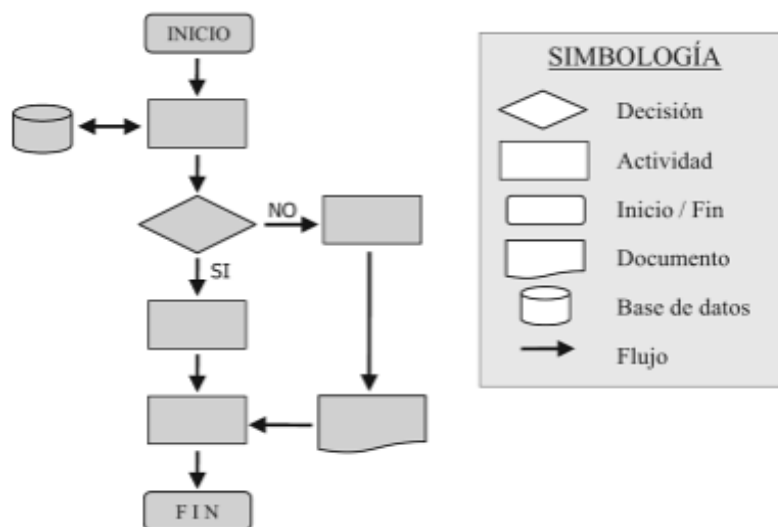 INICIO
NO
SI
F I N
SIMBOLOGÍA
Decisión
Actividad
Inicio / Fin
Documento
Base de datos
Flujo